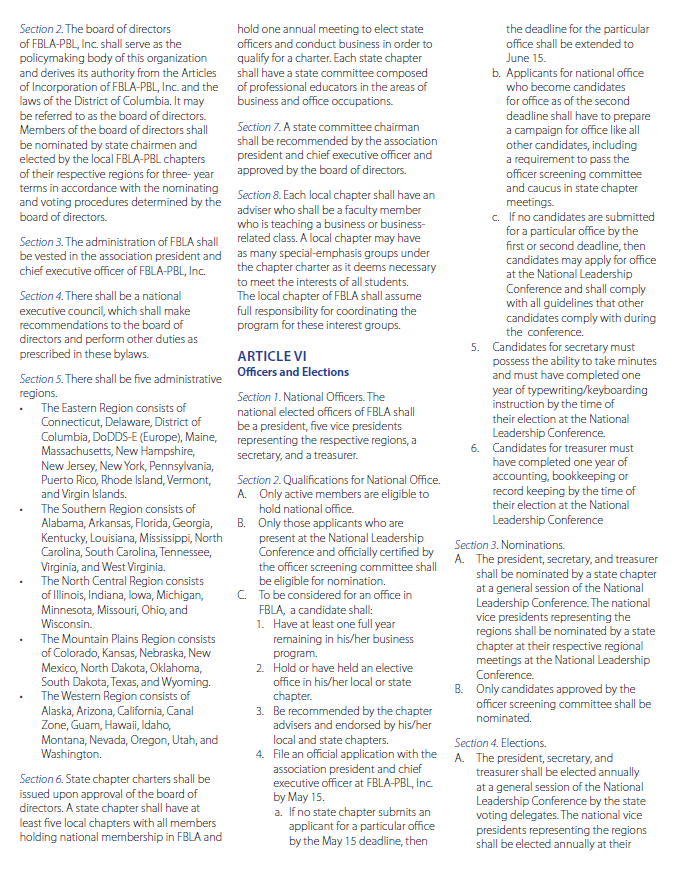 Section 2. The board of directors
of FBLA-PBL, Inc. shall serve as the
policymaking body of this organization
and derives its authority from the Articles
of Incorporation of FBLA-PBL, Inc. and the
laws of the District of Columbia. It may
be referred to as the board of directors.
Members of the board of directors shall
be nominated by state chairmen and
elected by the local FBLA-PBL chapters
of their respective regions for three- year
terms in accordance with the nominating
and voting procedures determined by the
board of directors.
Section 3. The administration of FBLA shall
be vested in the association president and
chief executive officer of FBLA-PBL, Inc.
Section 4. There shall be a national
executive council, which shall make
recommendations to the board of
directors and perform other duties as
prescribed in these bylaws.
Section 5. There shall be five administrative
regions.
• The Eastern Region consists of
Connecticut, Delaware, District of
Columbia, DoDDS-E (Europe), Maine,
Massachusetts, New Hampshire,
New Jersey, New York, Pennsylvania,
Puerto Rico, Rhode Island, Vermont,
and Virgin Islands.
• The Southern Region consists of
Alabama, Arkansas, Florida, Georgia,
Kentucky, Louisiana, Mississippi, North
Carolina, South Carolina, Tennessee,
Virginia, and West Virginia.
• The North Central Region consists
of Illinois, Indiana, Iowa, Michigan,
Minnesota, Missouri, Ohio, and
Wisconsin.
• The Mountain Plains Region consists
of Colorado, Kansas, Nebraska, New
Mexico, North Dakota, Oklahoma,
South Dakota, Texas, and Wyoming.
• The Western Region consists of
Alaska, Arizona, California, Canal
Zone, Guam, Hawaii, Idaho,
Montana, Nevada, Oregon, Utah, and
Washington.
Section 6. State chapter charters shall be
issued upon approval of the board of
directors. A state chapter shall have at
least five local chapters with all members
holding national membership in FBLA and
hold one annual meeting to elect state
officers and conduct business in order to
qualify for a charter. Each state chapter
shall have a state committee composed
of professional educators in the areas of
business and office occupations.
Section 7. A state committee chairman
shall be recommended by the association
president and chief executive officer and
approved by the board of directors.
Section 8. Each local chapter shall have an
adviser who shall be a faculty member
who is teaching a business or business-
related class. A local chapter may have
as many special-emphasis groups under
the chapter charter as it deems necessary
to meet the interests of all students.
The local chapter of FBLA shall assume
full responsibility for coordinating the
program for these interest groups.
ARTICLE VI
Officers and Elections
Section 1. National Officers. The
national elected officers of FBLA shall
be a president, five vice presidents
representing the respective regions, a
secretary, and a treasurer.
Section 2. Qualifications for National Office.
A. Only active members are eligible to
hold national office.
B. Only those applicants who are
present at the National Leadership
Conference and officially certified by
the officer screening committee shall
be eligible for nomination.
C. To be considered for an office in
FBLA, a candidate shall:
1. Have at least one full year
remaining in his/her business
program.
2. Hold or have held an elective
office in his/her local or state
chapter.
3. Be recommended by the chapter
advisers and endorsed by his/her
local and state chapters.
4. File an official application with the
association president and chief
executive officer at FBLA-PBL, Inc.
by May 15.
a. If no state chapter submits an
applicant for a particular office
by the May 15 deadline, then
the deadline for the particular
office shall be extended to
June 15.
b. Applicants for national office
who become candidates
for office as of the second
deadline shall have to prepare
a campaign for office like all
other candidates, including
a requirement to pass the
officer screening committee
and caucus in state chapter
meetings.
c. If no candidates are submitted
for a particular office by the
first or second deadline, then
candidates may apply for office
at the National Leadership
Conference and shall comply
with all guidelines that other
candidates comply with during
the conference.
5. Candidates for secretary must
possess the ability to take minutes
and must have completed one
year of typewriting/keyboarding
instruction by the time of
their election at the National
Leadership Conference.
6. Candidates for treasurer must
have completed one year of
accounting, bookkeeping or
record keeping by the time of
their election at the National
Leadership Conference
Section 3. Nominations.
A. The president, secretary, and treasurer
shall be nominated by a state chapter
at a general session of the National
Leadership Conference. The national
vice presidents representing the
regions shall be nominated by a state
chapter at their respective regional
meetings at the National Leadership
Conference.
B. Only candidates approved by the
officer screening committee shall be
nominated.
Section 4. Elections.
A. The president, secretary, and
treasurer shall be elected annually
at a general session of the National
Leadership Conference by the state
voting delegates. The national vice
presidents representing the regions
shall be elected annually at their